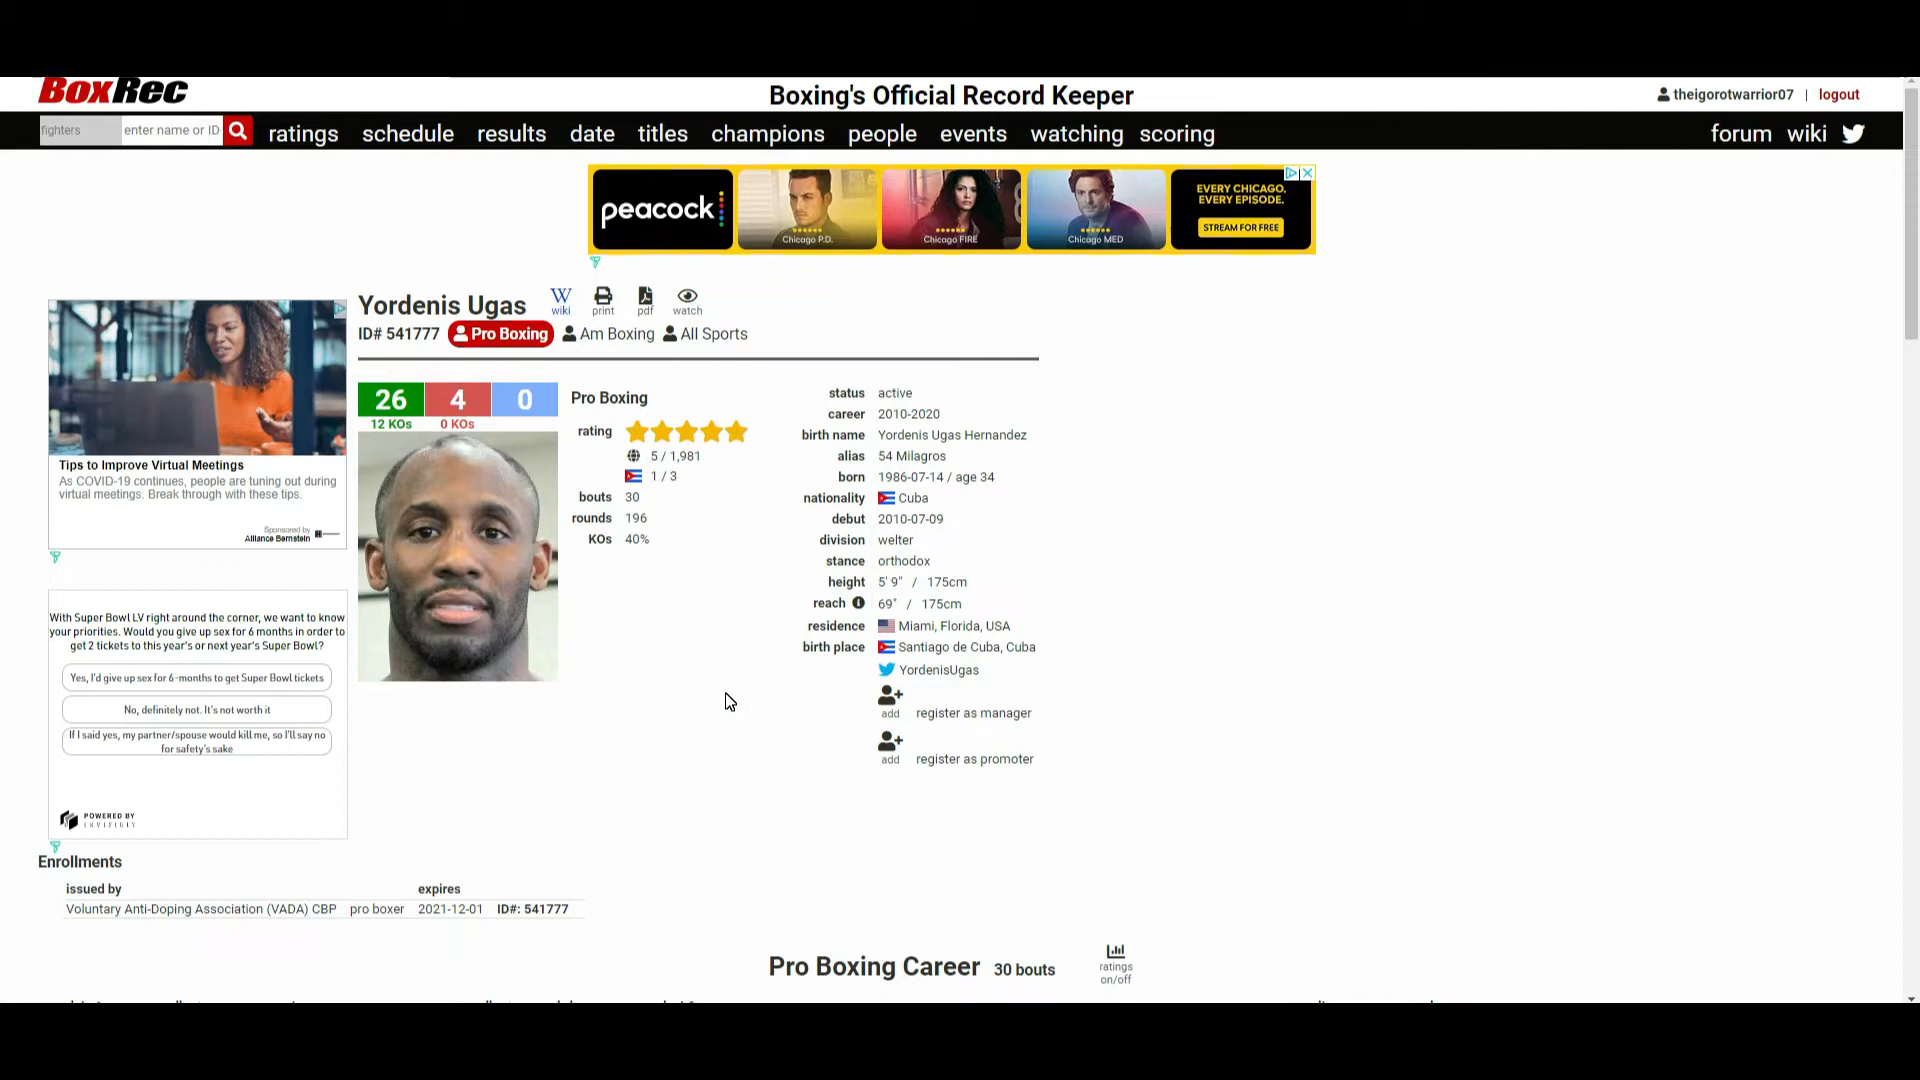 BoxRec
Boxing's Official Record Keeper
theigorotwarrior07 | logout
fighters enter name or ID ratings schedule results date titles champions people events watching scoring forum wiki
peacock
Chicago P.D.
Chicago FIRE
Chicago MED
EVERY CHICAGO.
EVERY EPISODE.
STREAM FOR FREE
Tips to Improve Virtual Meetings
As COVID-19 continues, people are tuning out during
virtual meetings. Break through with these tips.
Sponsored by
Alliance Bernstein
With Super Bowl LV right around the corner, we want to know
your priorities. Would you give up sex for 6 months in order to
get 2 tickets to this year's or next year's Super Bowl?
Yes, I'd give up sex for 6-months to get Super Bowl tickets
No, definitely not. It's not worth it
If I said yes, my partner/spouse would kill me, so I'll say no
for safety's sake
POWERED BY
Yordenis Ugas
W wiki print pdf watch
ID# 541777 Pro Boxing Am Boxing All Sports
26 4 0
12 KOs 0 KOs
Pro Boxing
rating
5 / 1,981
1 / 3
bouts 30
rounds 196
KOs 40%
status active
career 2010-2020
birth name Yordenis Ugas Hernandez
alias 54 Milagros
born 1986-07-14 / age 34
nationality Cuba
debut 2010-07-09
division welter
stance orthodox
height 5' 9" / 175cm
reach 69" / 175cm
residence Miami, Florida, USA
birth place Santiago de Cuba, Cuba
YordenisUgas
add register as manager
add register as promoter
Enrollments
issued by expires
Voluntary Anti-Doping Association (VADA) CBP pro boxer 2021-12-01 ID#: 541777
Pro Boxing Career 30 bouts
ratings
on/off